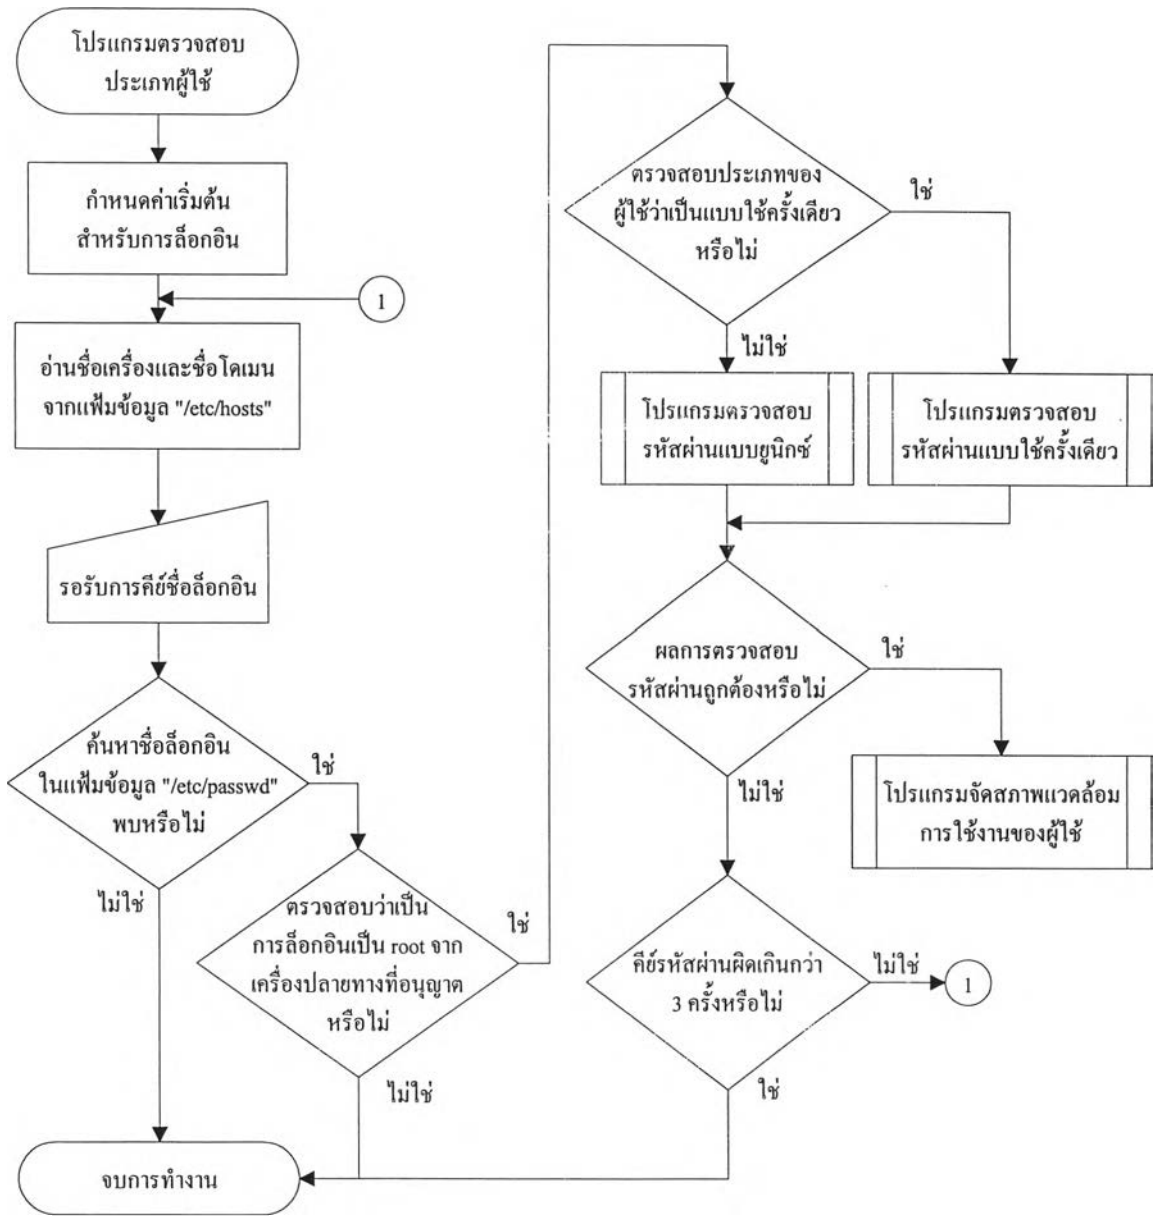 โปรแกรมตรวจสอบ
ประเภทผู้ใช้
กำหนดค่าเริ่มต้น
สำหรับการล็อกอิน
1
อ่านชื่อเครื่องและชื่อโดเมน
จากแฟ้มข้อมูล "/etc/hosts"
รอรับการคีย์ชื่อล็อกอิน
ค้นหาชื่อล็อกอิน
ในแฟ้มข้อมูล "/etc/passwd"
พบหรือไม่
ใช่
ไม่ใช่
ตรวจสอบว่าเป็น
การล็อกอินเป็น root จาก
เครื่องปลายทางที่อนุญาต
หรือไม่
ใช่
ไม่ใช่
จบการทำงาน
ตรวจสอบประเภทของ
ผู้ใช้ว่าเป็นแบบใช้ครั้งเดียว
หรือไม่
ใช่
ไม่ใช่
โปรแกรมตรวจสอบ
รหัสผ่านแบบยูนิกซ์
โปรแกรมตรวจสอบ
รหัสผ่านแบบใช้ครั้งเดียว
ผลการตรวจสอบ
รหัสผ่านถูกต้องหรือไม่
ใช่
ไม่ใช่
โปรแกรมจัดสภาพแวดล้อม
การใช้งานของผู้ใช้
คีย์รหัสผ่านผิดเกินกว่า
3 ครั้งหรือไม่
ไม่ใช่
1
ใช่